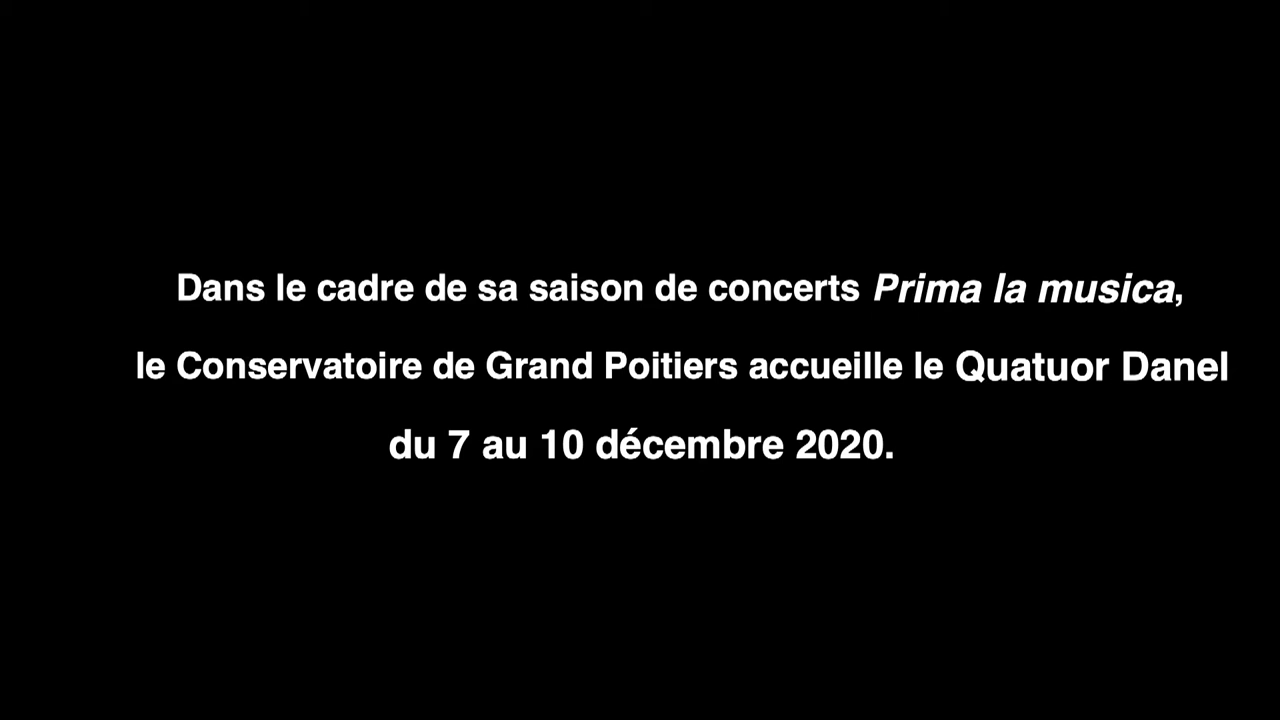 Dans le cadre de sa saison de concerts Prima la musica,
le Conservatoire de Grand Poitiers accueille le Quatuor Danel
du 7 au 10 décembre 2020.